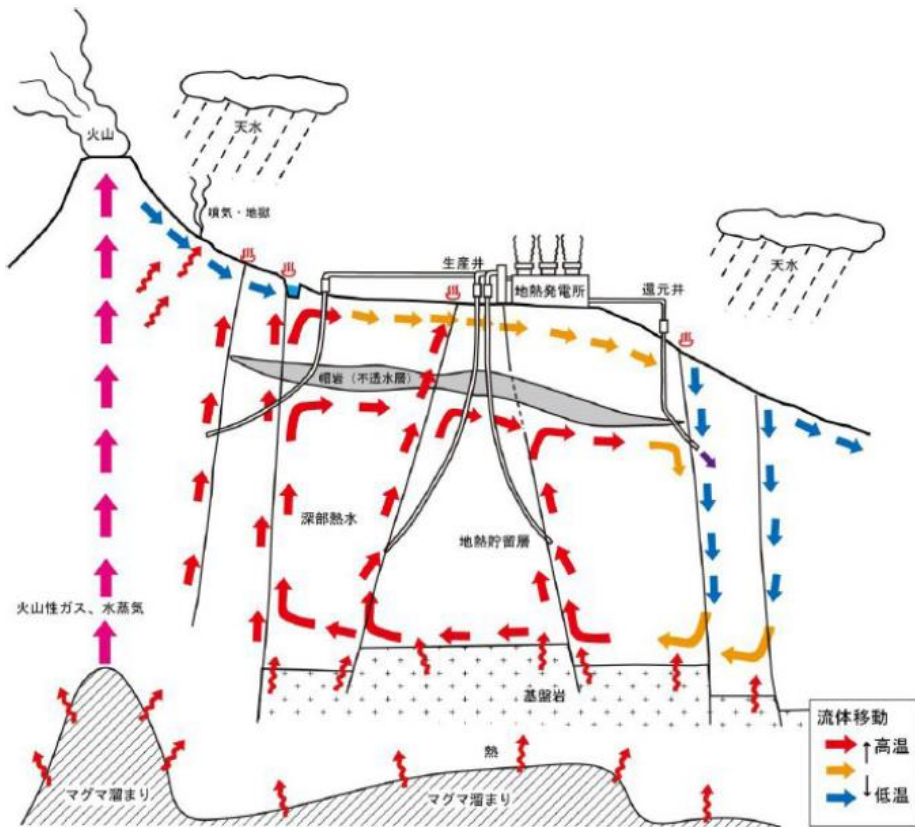 火山
天水
噴気・地獄
天水
生産井
地熱発電所
還元井
帽岩（不透水層）
深部熱水
地熱貯留層
火山性ガス、水蒸気
基盤岩
熱
マグマ溜まり
マグマ溜まり
流体移動
高温
低温